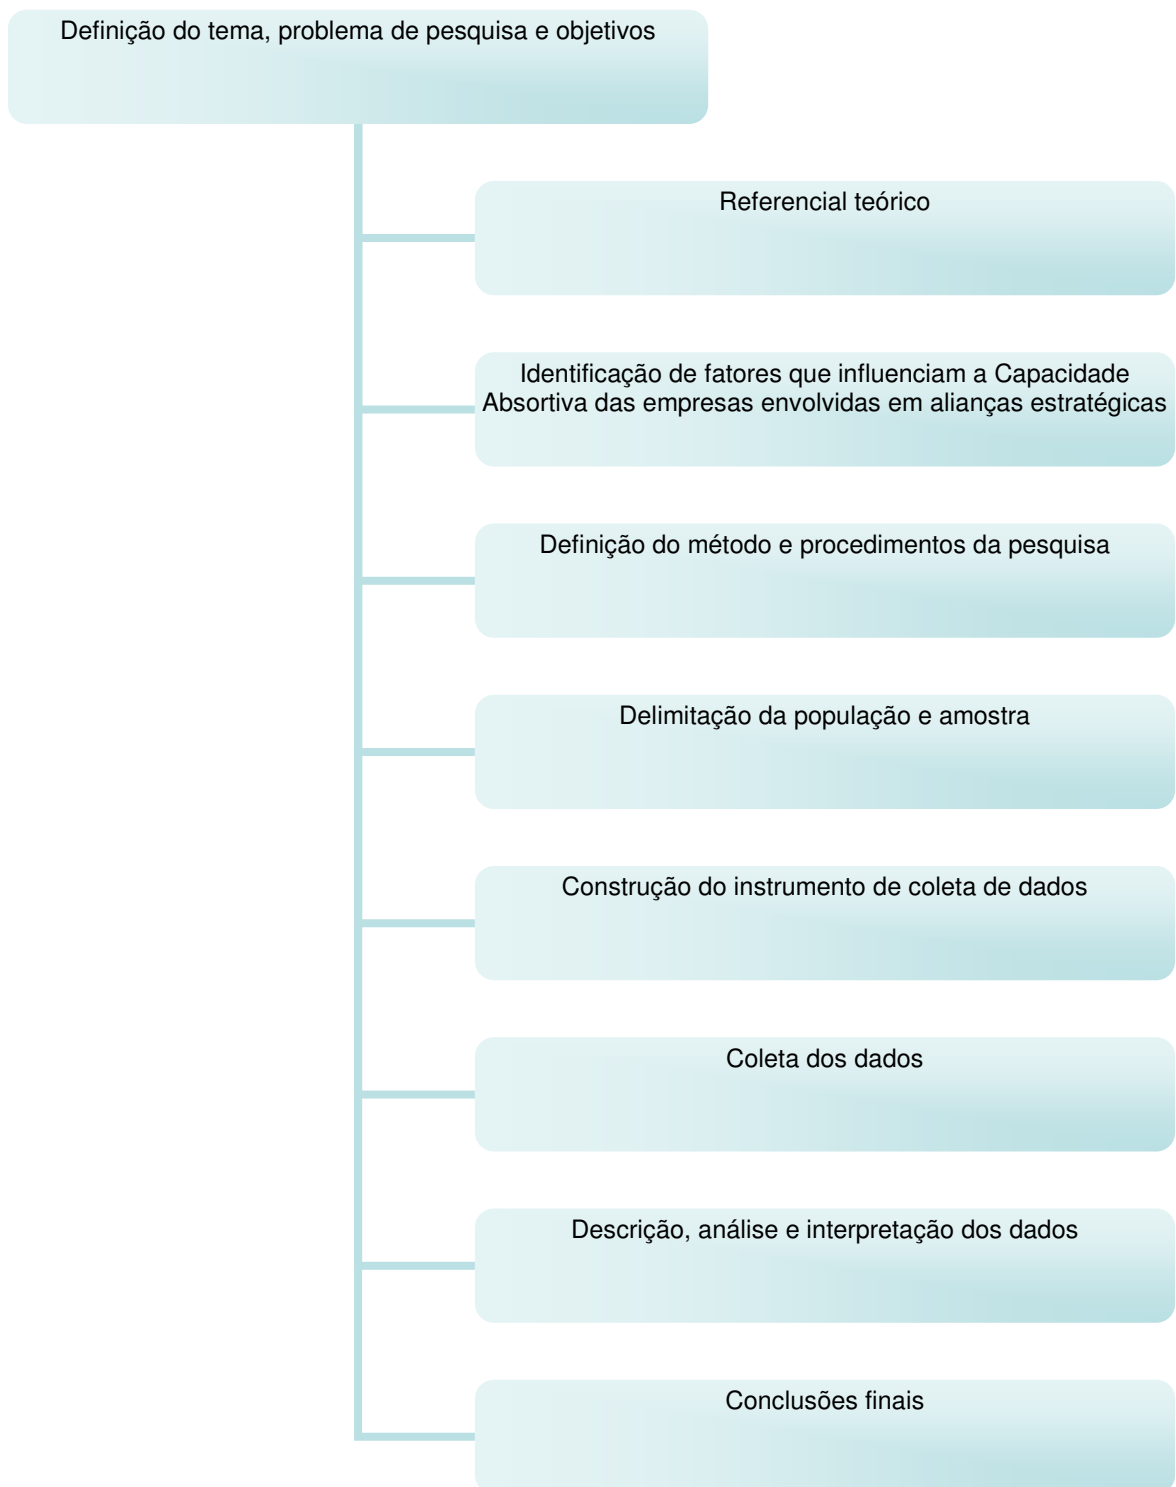 Definição do tema, problema de pesquisa e objetivos
Referencial teórico
Identificação de fatores que influenciam a Capacidade
Absortiva das empresas envolvidas em alianças estratégicas
Definição do método e procedimentos da pesquisa
Delimitação da população e amostra
Construção do instrumento de coleta de dados
Coleta dos dados
Descrição, análise e interpretação dos dados
Conclusões finais